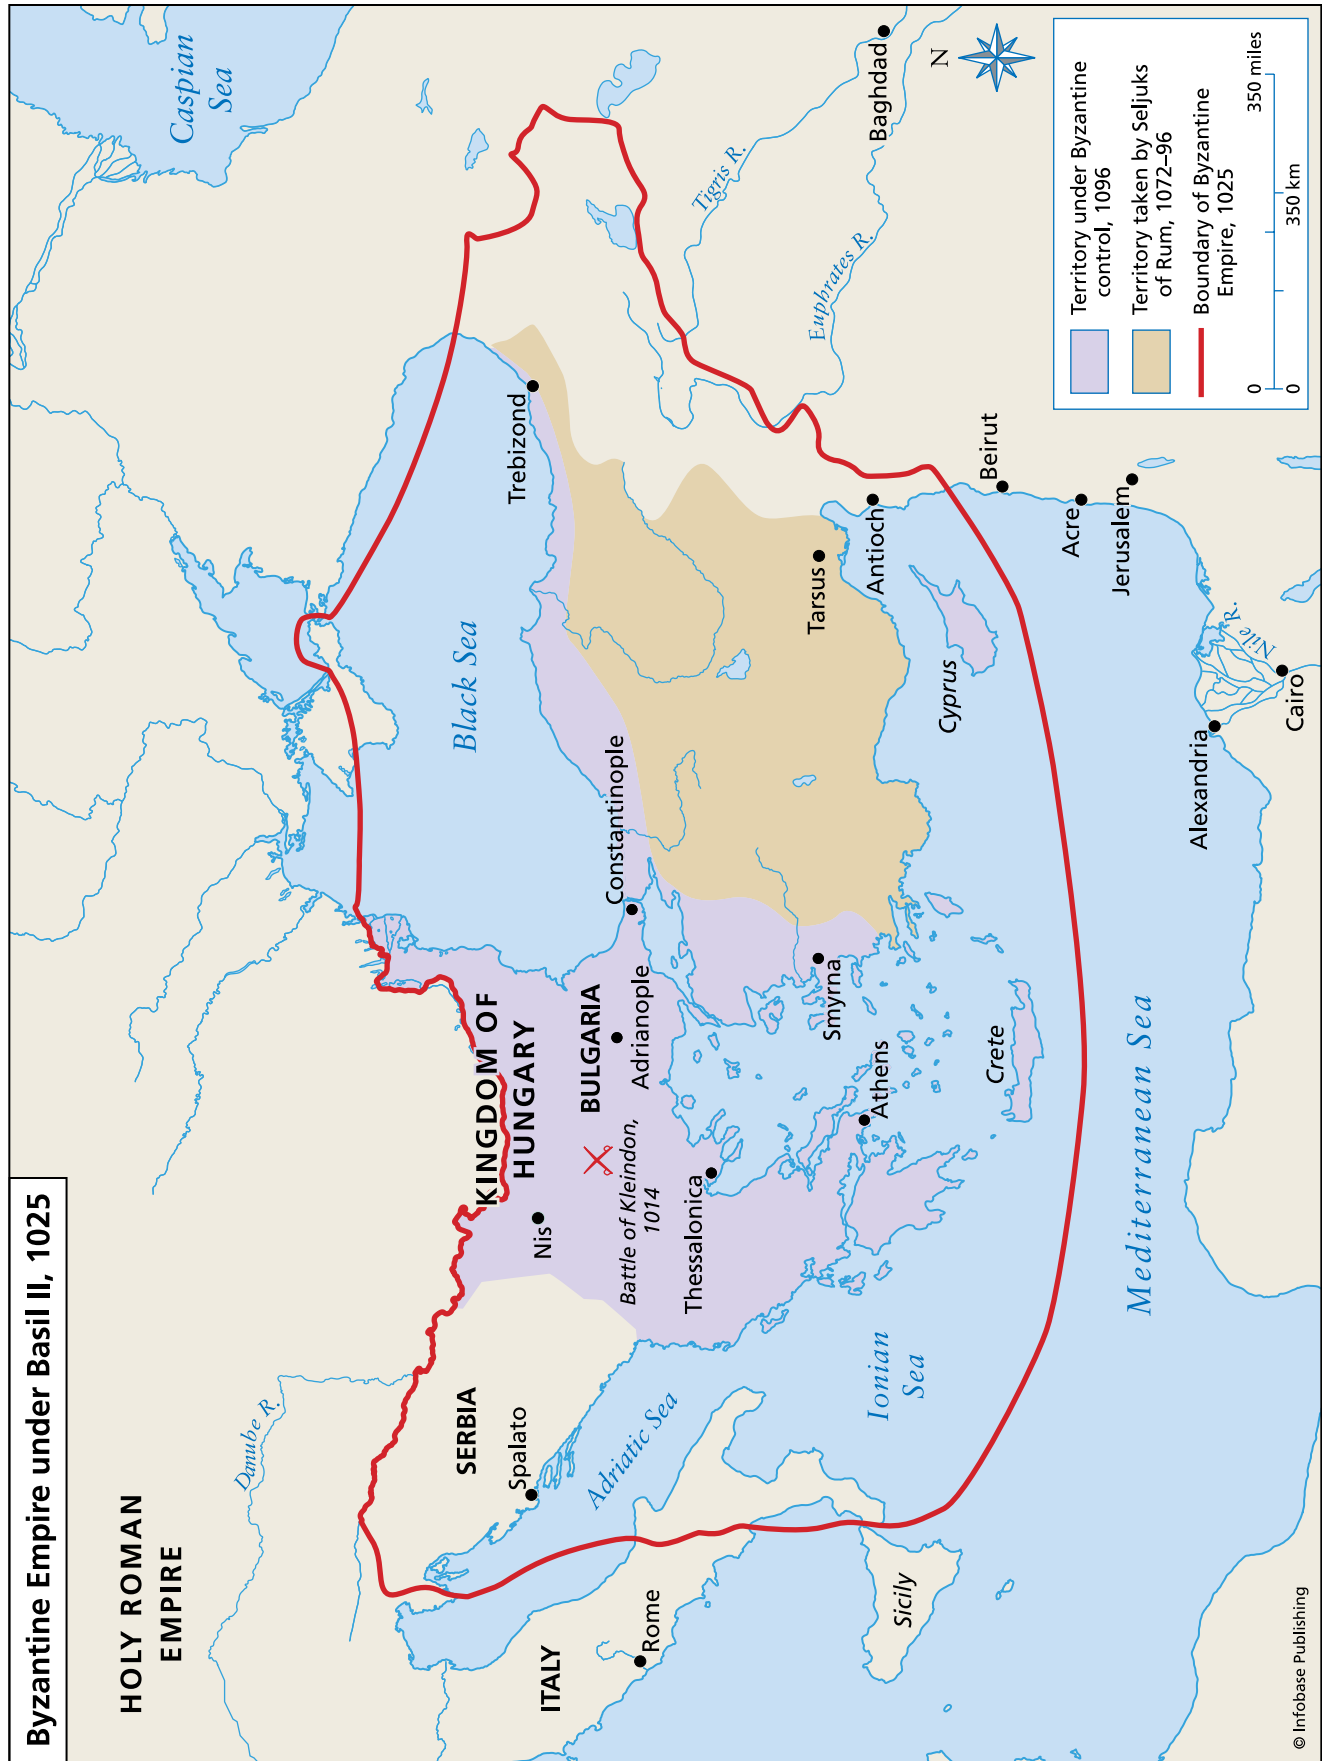 Byzantine Empire under Basil II, 1025
HOLY ROMAN
EMPIRE
Danube R.
Caspian
Sea
KINGDOM OF
HUNGARY
SERBIA
Spalato
Nis
BULGARIA
Battle of Kleindon,
1014
Adrianople
Constantinople
Black Sea
Trebizond
Tigris R.
Euphrates R.
Baghdad
ITALY
Rome
Adriatic Sea
Thessalonica
Athens
Smyrna
Tarsus
Antioch
Ionian
Sea
Sicily
Crete
Cyprus
Beirut
Acre
Jerusalem
Mediterranean Sea
Alexandria
Nile R.
Cairo
N
Territory under Byzantine
control, 1096
Territory taken by Seljuks
of Rum, 1072–96
Boundary of Byzantine
Empire, 1025
0 350 miles
0 350 km
© Infobase Publishing